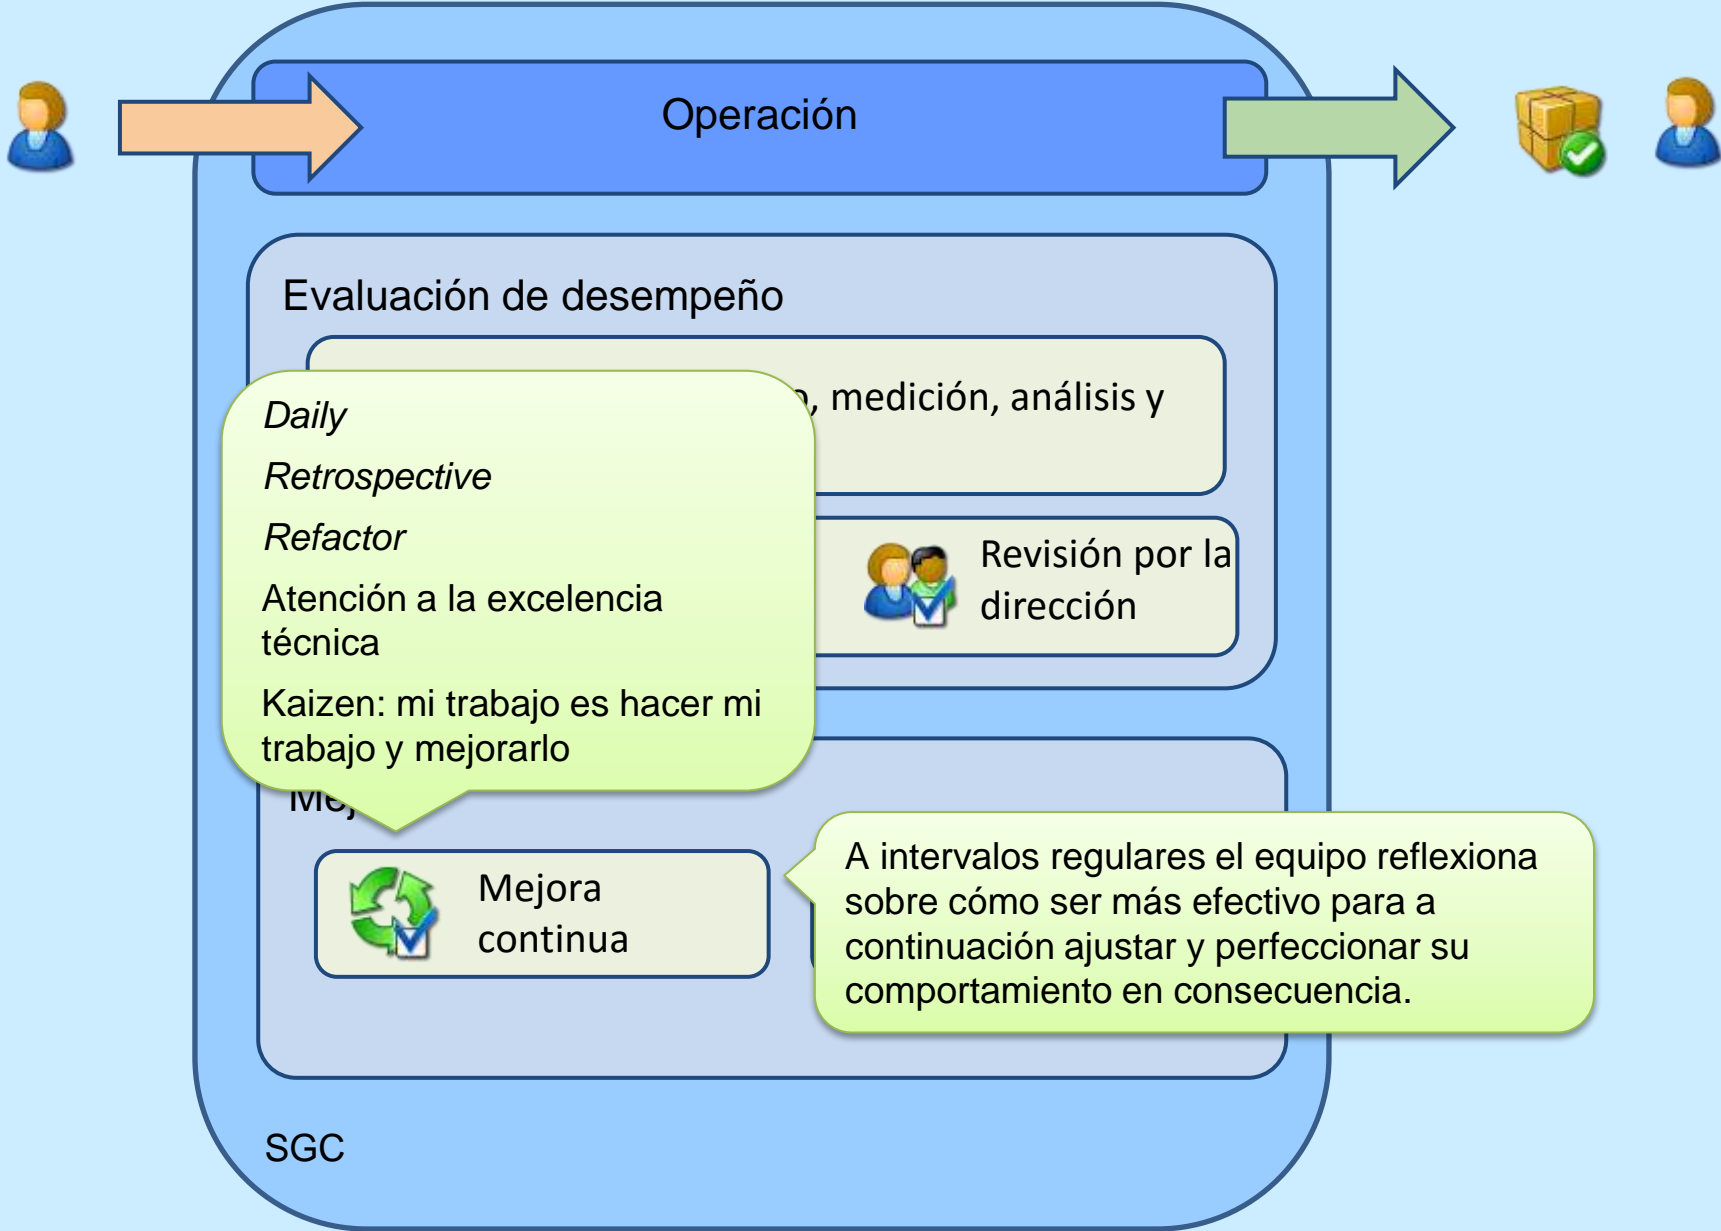 Operación
Evaluación de desempeño
, medición, análisis y
Daily
Retrospective
Refactor
Atención a la excelencia
técnica
Kaizen: mi trabajo es hacer mi
trabajo y mejorarlo
Revisión por la
dirección
Mejora
continua
A intervalos regulares el equipo reflexiona
sobre cómo ser más efectivo para a
continuación ajustar y perfeccionar su
comportamiento en consecuencia.
SGC